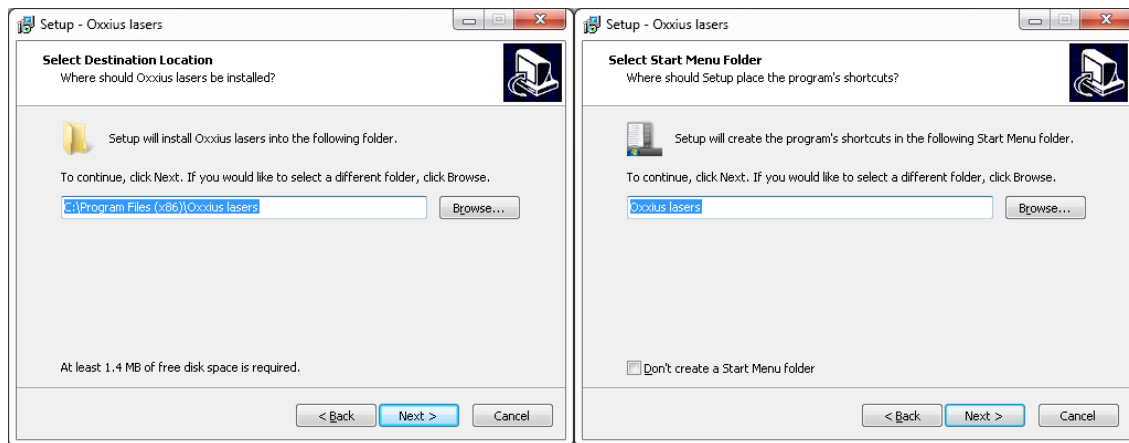 Setup - Oxxius lasers
Select Destination Location
Where should Oxxius lasers be installed?
Setup will install Oxxius lasers into the following folder.
To continue, click Next. If you would like to select a different folder, click Browse.
C:\Program Files (x86)\Oxxius lasers
Browse...
At least 1.4 MB of free disk space is required.
< Back
Next >
Cancel
Setup - Oxxius lasers
Select Start Menu Folder
Where should Setup place the program's shortcuts?
Setup will create the program's shortcuts in the following Start Menu folder.
To continue, click Next. If you would like to select a different folder, click Browse.
Oxxius lasers
Browse...
Don't create a Start Menu folder
< Back
Next >
Cancel